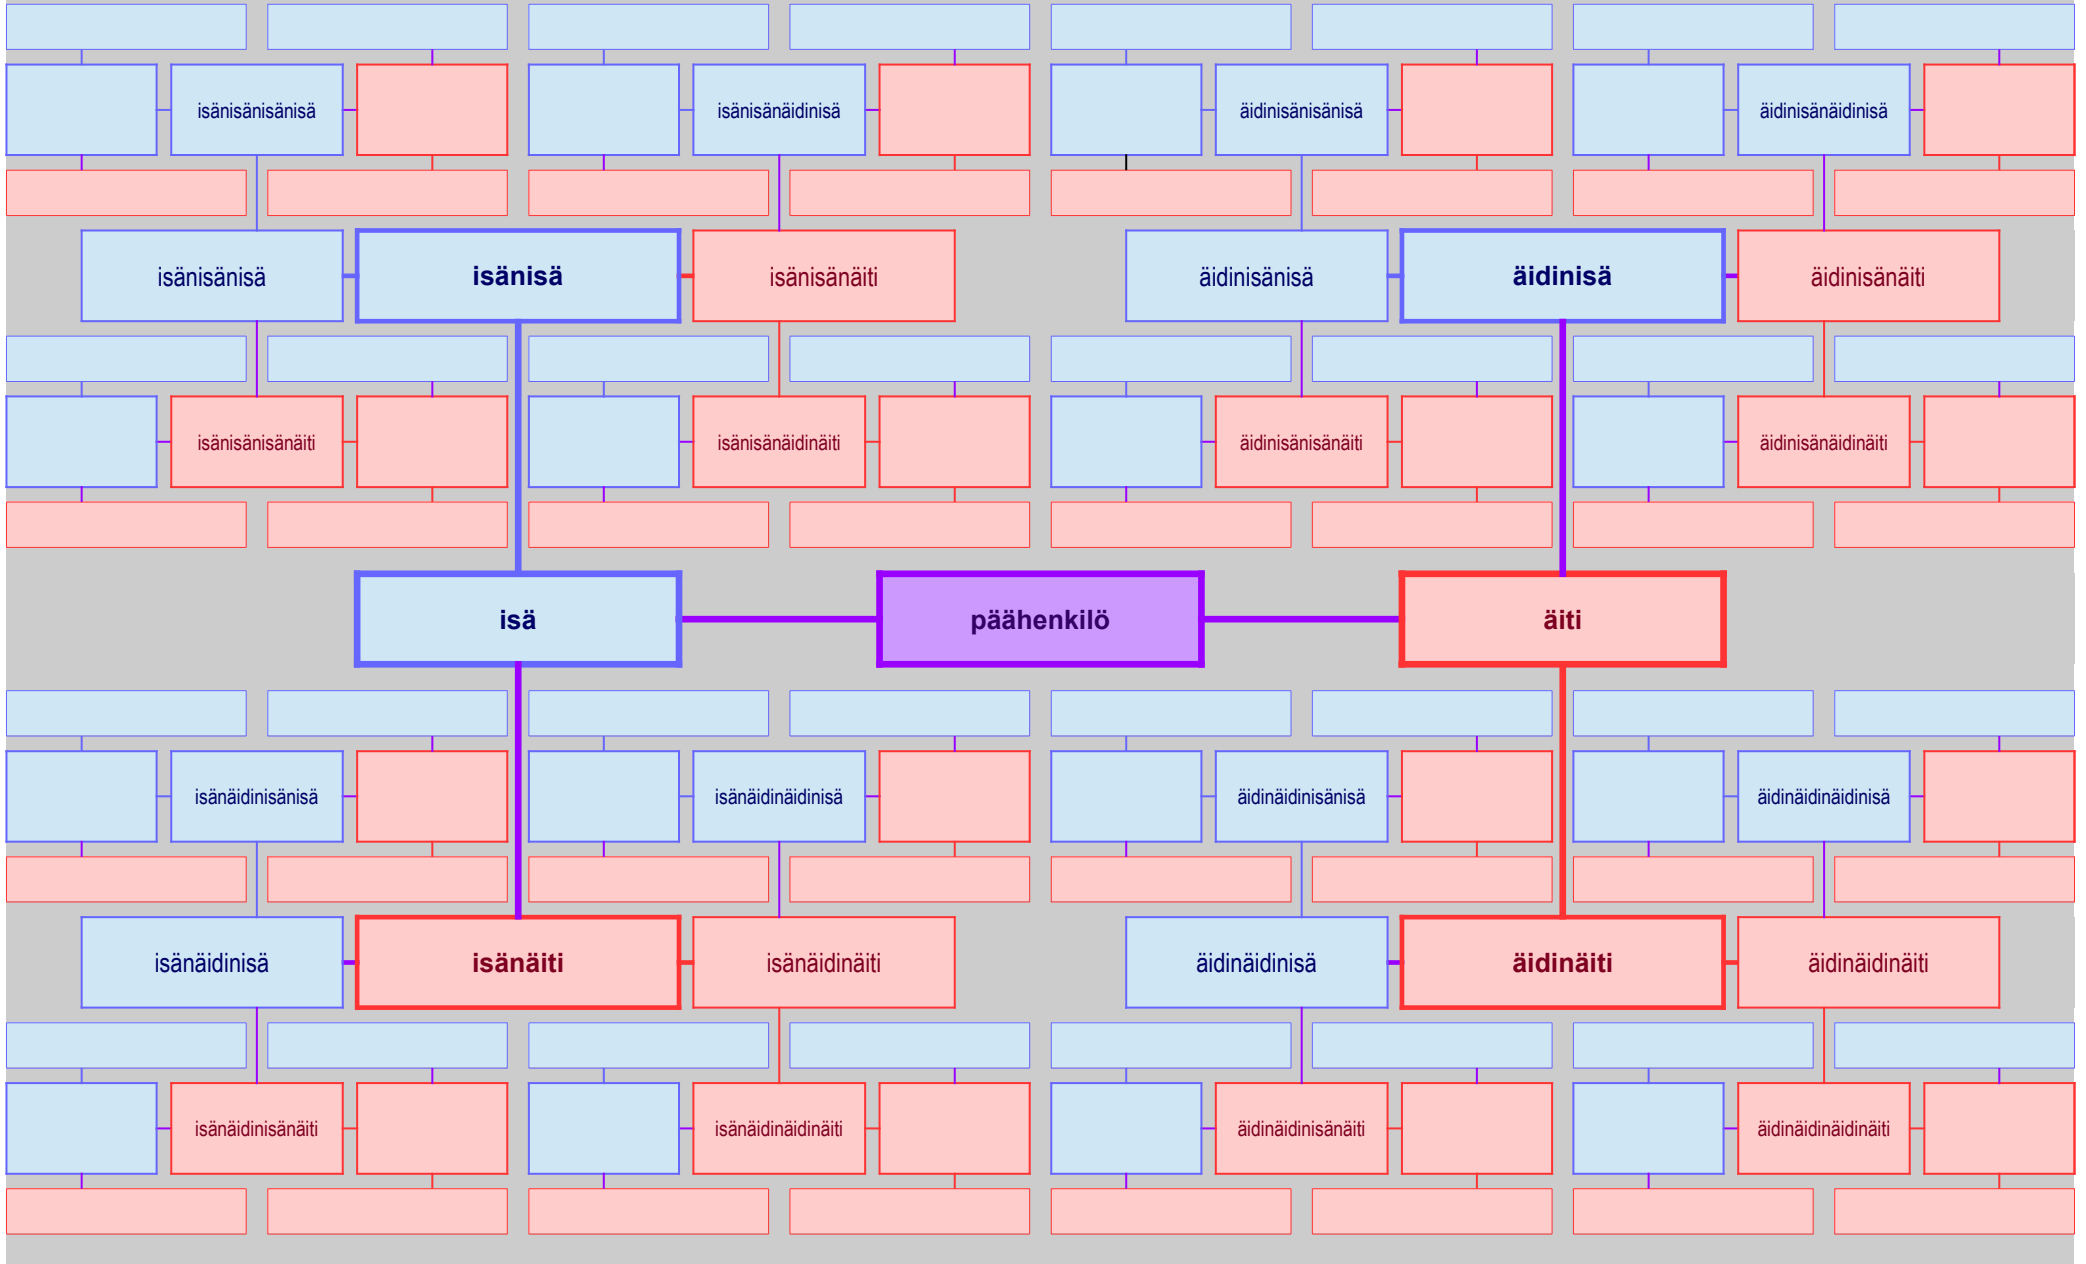 isänisänisänisä
isänisänäidinisä
äidinisänisänisä
äidinisänäidinisä
isänisänisä
isänisä
isänisänäiti
äidinisänisä
äidinisä
äidinisänäiti
isänisänisänäiti
isänisänäidinäiti
äidinisänisänäiti
äidinisänäidinäiti
isä
päähenkilö
äiti
isänäidinisänisä
isänäidinäidinisä
äidinäidinisänisä
äidinäidinäidinisä
isänäidinisä
isänäiti
isänäidinäiti
äidinäidinisä
äidinäiti
äidinäidinäiti
isänäidinisänäiti
isänäidinäidinäiti
äidinäidinisänäiti
äidinäidinäidinäiti